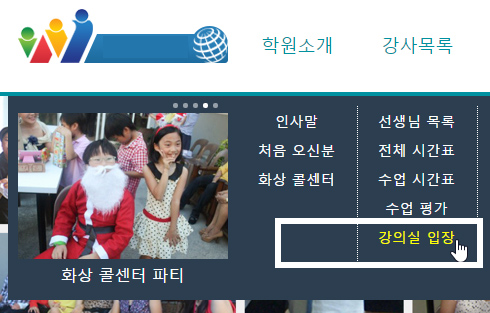 학원소개 강사목록
인사말 선생님 목록
처음 오신분 전체 시간표
화상 콜센터 수업 시간표
수업 평가
강의실 입장
화상 콜센터 파티